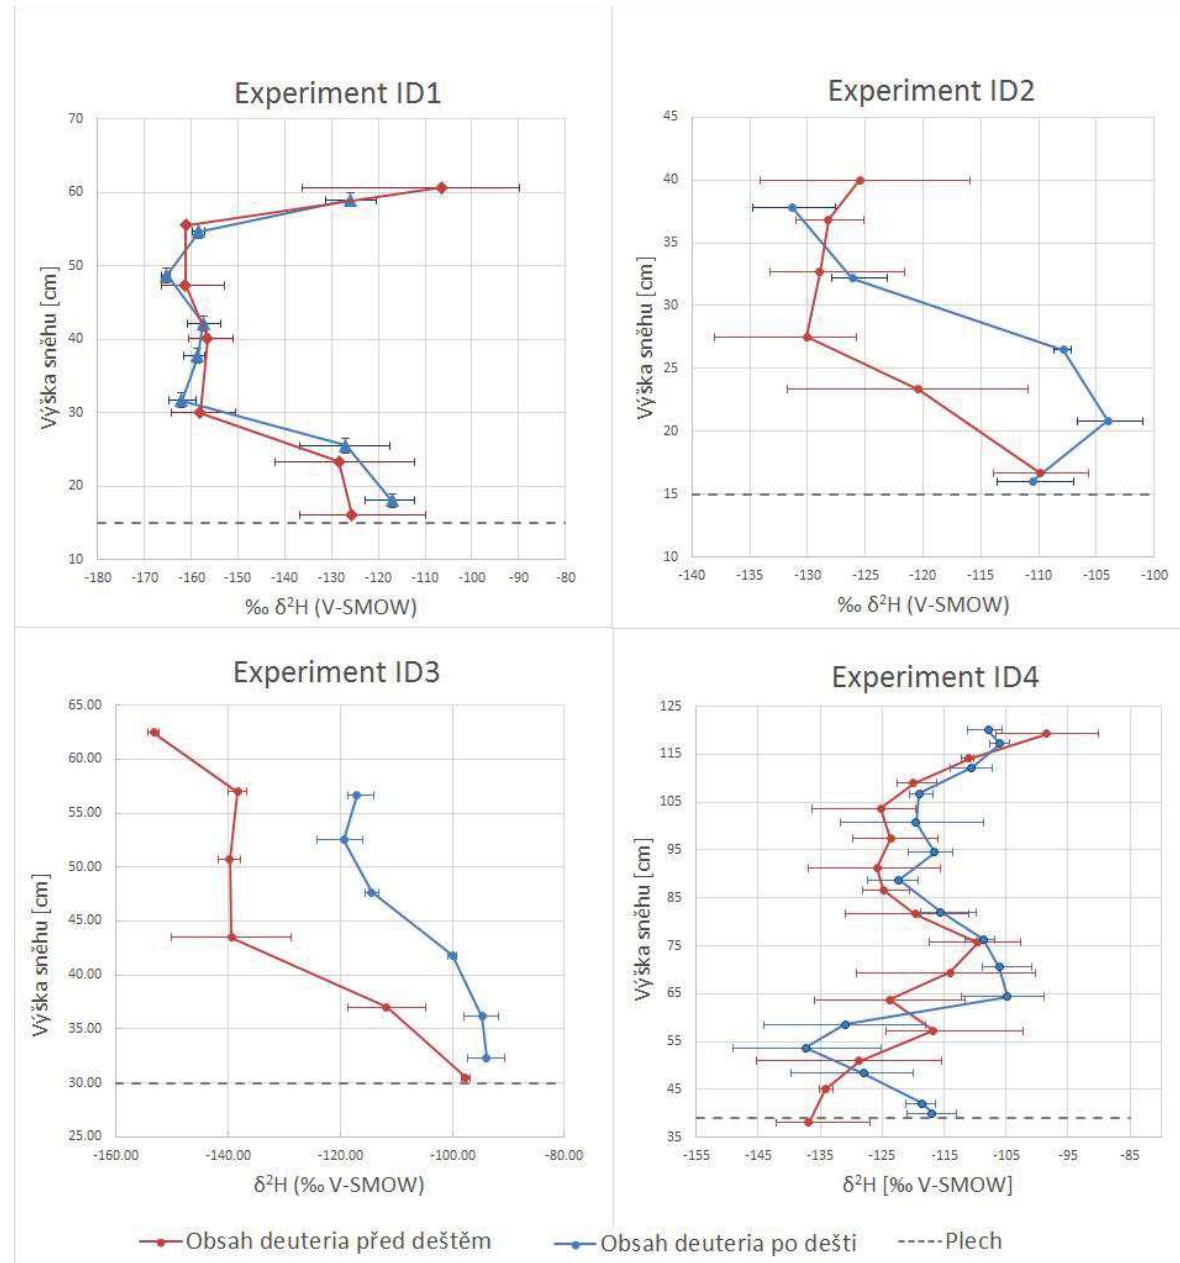 Experiment ID1
70
60
50
40
30
20
10
-180 -170 -160 -150 -140 -130 -120 -110 -100 -90 -80
Výška sněhu [cm]
‰ δ²H (V-SMOW)
Experiment ID2
45
40
35
30
25
20
15
10
-140 -135 -130 -125 -120 -115 -110 -105 -100
Výška sněhu [cm]
‰ δ²H (V-SMOW)
Experiment ID3
65.00
60.00
55.00
50.00
45.00
40.00
35.00
30.00
25.00
-160.00 -140.00 -120.00 -100.00 -80.00
Výška sněhu [cm]
δ²H (‰ V-SMOW)
Experiment ID4
125
115
105
95
85
75
65
55
45
35
-155 -145 -135 -125 -115 -105 -95 -85
Výška sněhu [cm]
δ²H [‰ V-SMOW]
Obsah deuteria před deštěm Obsah deuteria po dešti Plech